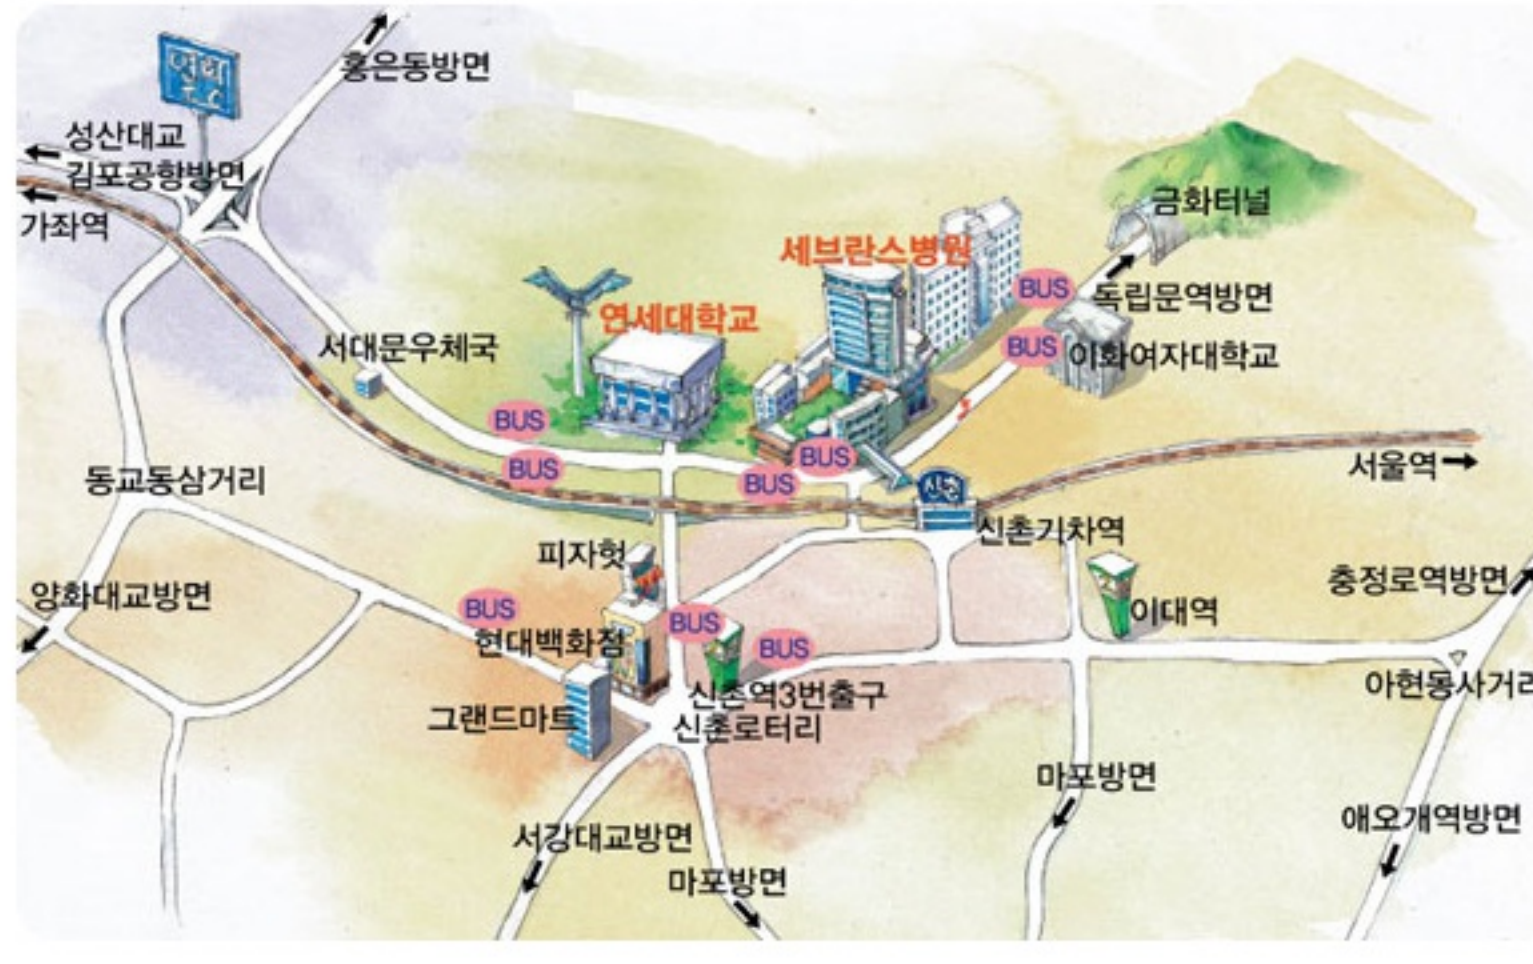 홍은동방면
연희
성산대교
김포공항방면
가좌역
금화터널
세브란스병원
BUS
독립문역방면
연세대학교
서대문우체국
BUS
이화여자대학교
BUS
BUS
BUS
BUS
동교동삼거리
서울역
신촌
신촌기차역
피자헛
양화대교방면
충정로역방면
BUS
이대역
BUS
현대백화점
BUS
아현동사거리
신촌역3번출구
그랜드마트
신촌로터리
마포방면
애오개역방면
서강대교방면
마포방면